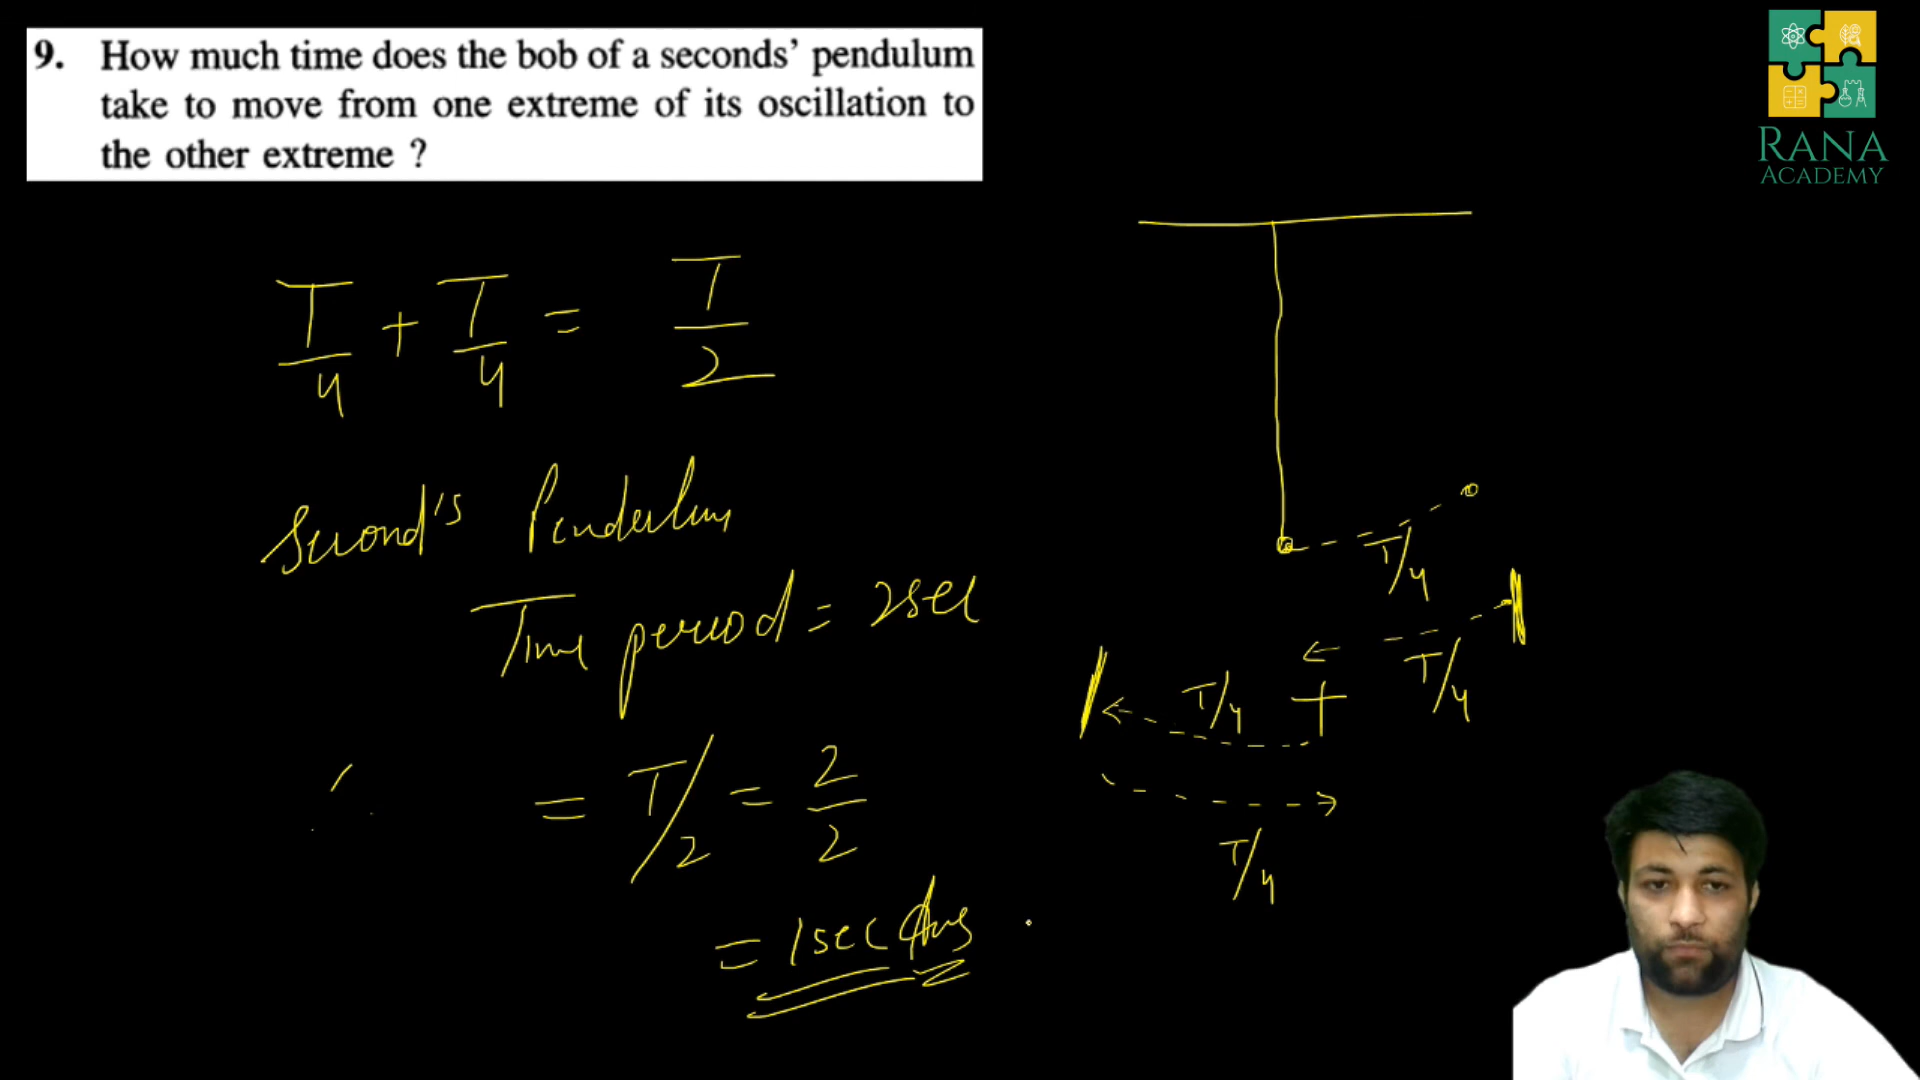 9. How much time does the bob of a seconds’ pendulum
take to move from one extreme of its oscillation to
the other extreme ?
RANA
ACADEMY
T/4 + T/4 = T/2
Second's Pendulum
Time period = 2sec
= T/2 = 2/2
= 1sec Ans
T/4
T/4
T/4
T/4